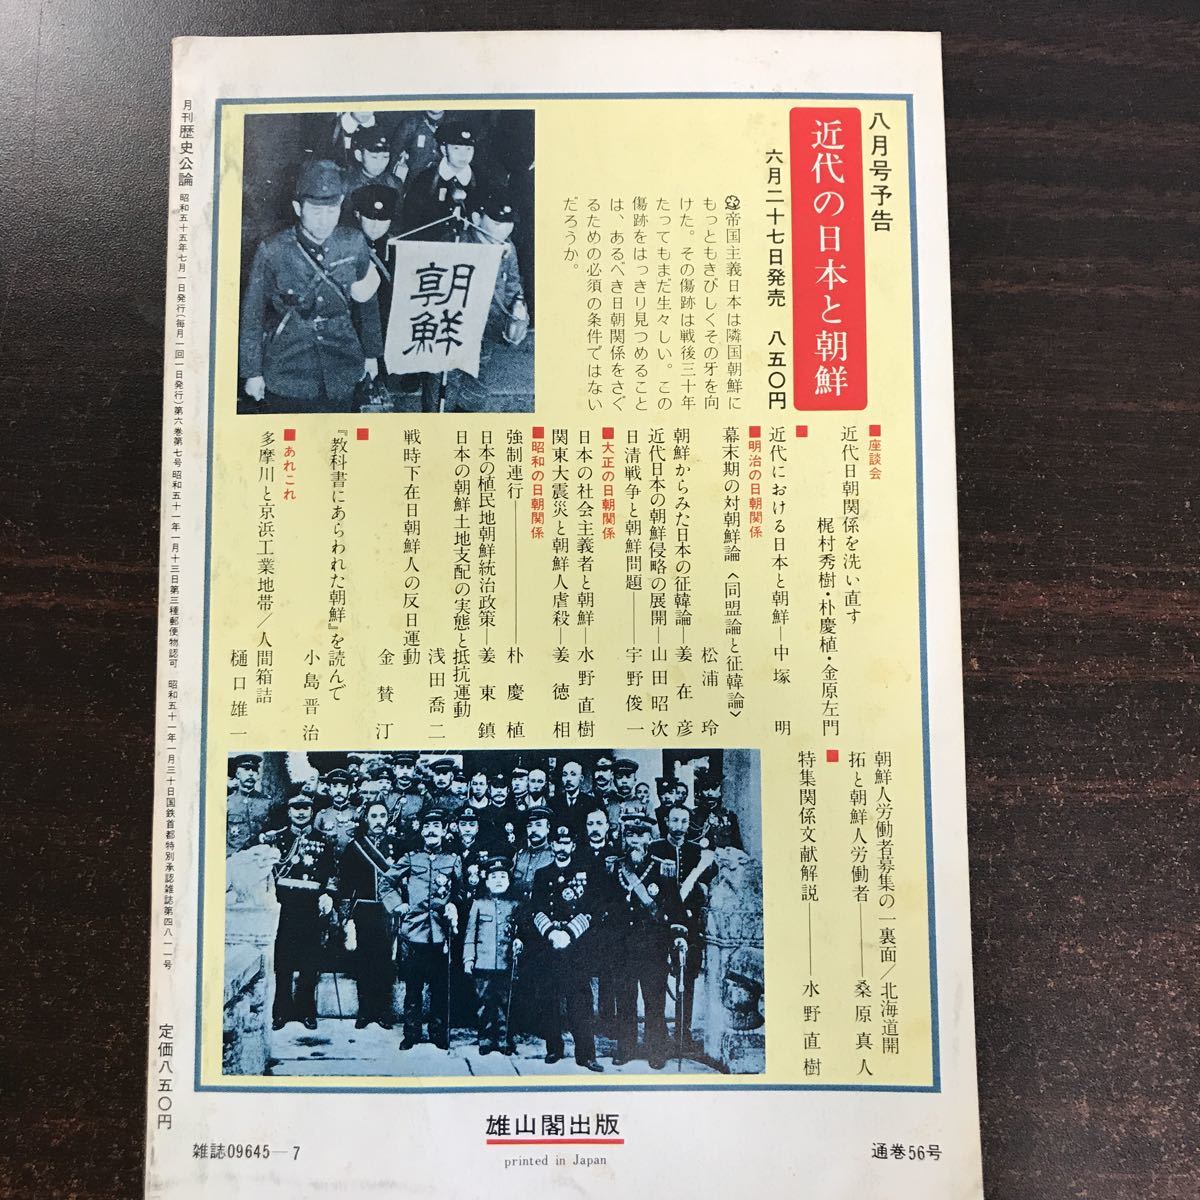 八月号予告
近代の日本と朝鮮
六月二十七日発売　八五〇円
帝国主義日本は隣国朝鮮に
もっともきびしくその牙を向
けた。その傷跡は戦後三十年
たってもまだ生々しい。この
傷跡をはっきり見つめること
は、あるべき日朝関係をさぐ
るための必須の条件ではない
だろうか。
朝鮮
■座談会
近代日朝関係を洗い直す
梶村秀樹・朴慶植・金原左門
■
近代における日本と朝鮮―中塚　明
■明治の日朝関係
幕末期の対朝鮮論〈同盟論と征韓論〉
松浦　玲
朝鮮からみた日本の征韓論―姜在彦
近代日本の朝鮮侵略の展開―山田昭次
日清戦争と朝鮮問題――宇野俊一
■大正の日朝関係
日本の社会主義者と朝鮮―水野直樹
関東大震災と朝鮮人虐殺―姜徳相
■昭和の日朝関係
強制連行――――朴慶植
日本の植民地朝鮮統治政策―姜東鎮
日本の朝鮮土地支配の実態と抵抗運動
浅田喬二
戦時下在日朝鮮人の反日運動
金賛汀
■
『教科書にあらわれた朝鮮』を読んで
小島晋治
■あれこれ
多摩川と京浜工業地帯／人間箱詰
樋口雄一
朝鮮人労働者募集の一裏面／北海道開
拓と朝鮮人労働者――桑原真人
■
特集関係文献解説――――水野直樹
月刊歴史公論　昭和五十五年七月一日発行(毎月一回一日発行)第六巻第七号　昭和五十一年一月十三日第三種郵便物認可　昭和五十一年一月三十日国鉄首都特別承認雑誌第四八一一号
定価八五〇円
雄山閣出版
printed in Japan
雑誌09645―7
通巻56号